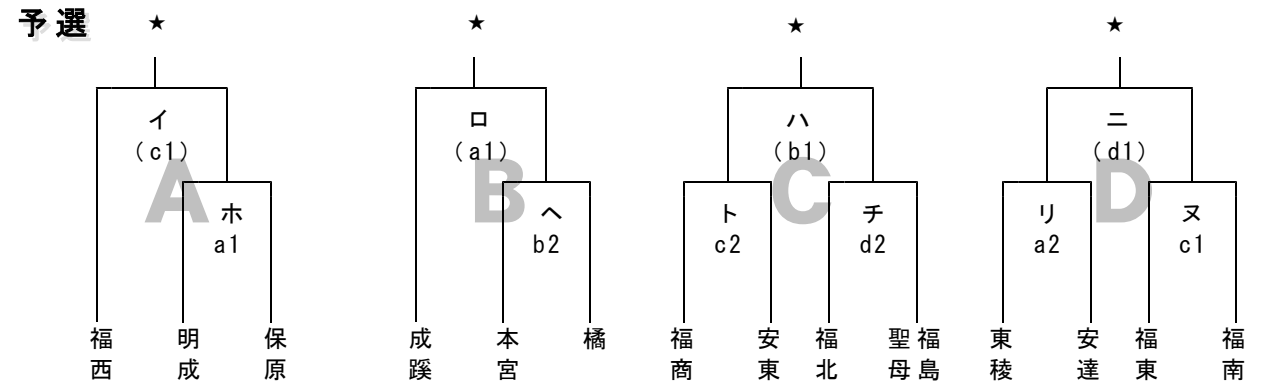 予選 ★ ★ ★ ★
イ ロ ハ ニ
(c1) (a1) (b1) (d1)
A B C D
ホ ヘ ト チ リ ヌ
a1 b2 c2 d2 a2 c1
福西 明成 保原 成蹊 本宮 橘 福商 安東 福北 聖母福島 東稜 安達 福東 福南